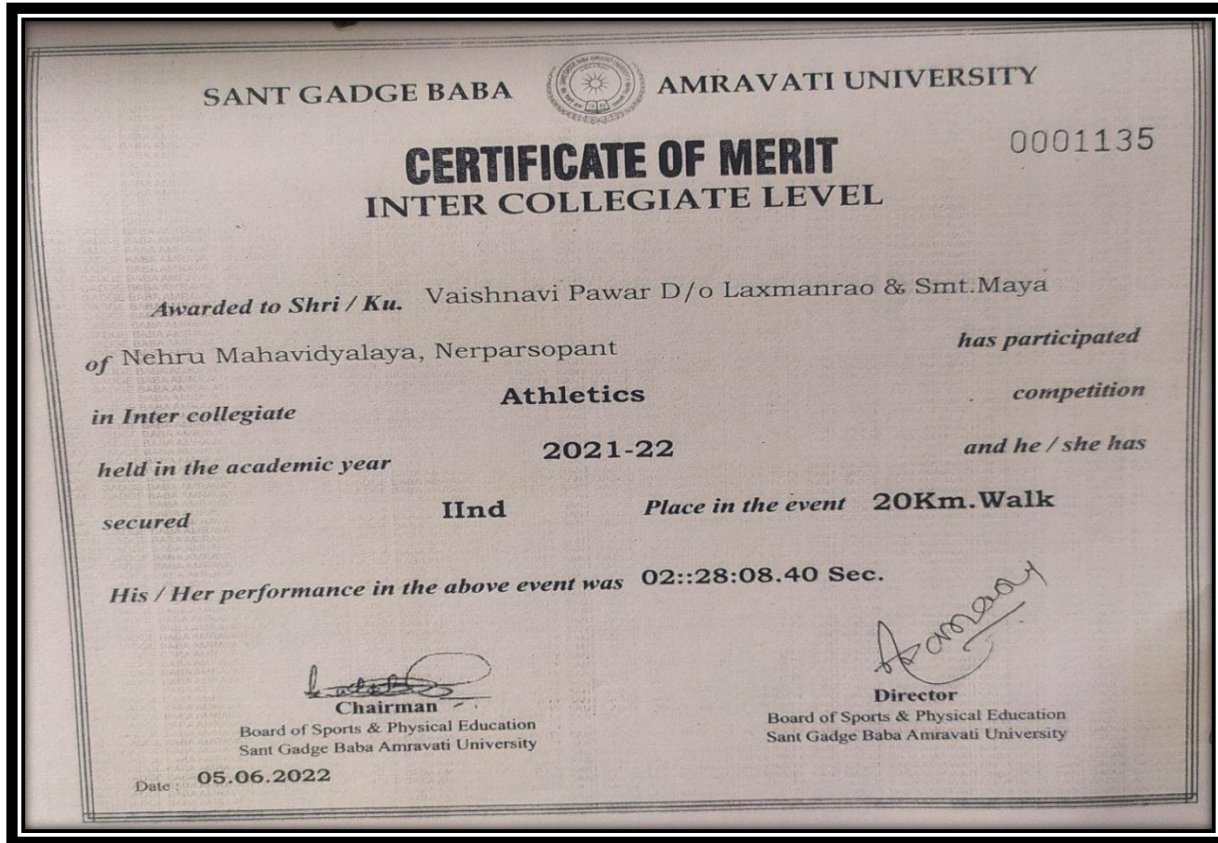 SANT GADGE BABA AMRAVATI UNIVERSITY
0001135
CERTIFICATE OF MERIT
INTER COLLEGIATE LEVEL
Awarded to Shri / Ku. Vaishnavi Pawar D/o Laxmanrao & Smt.Maya
of Nehru Mahavidyalaya, Nerparsopant has participated
in Inter collegiate Athletics competition
held in the academic year 2021-22 and he / she has
secured IInd Place in the event 20Km.Walk
His / Her performance in the above event was 02::28:08.40 Sec.
Chairman Director
Board of Sports & Physical Education Board of Sports & Physical Education
Sant Gadge Baba Amravati University Sant Gadge Baba Amravati University
Date : 05.06.2022